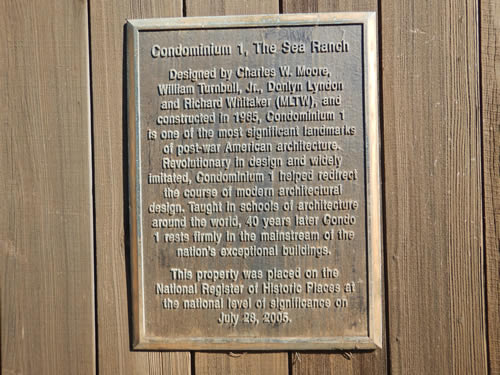 Condominium 1, The Sea Ranch
Designed by Charles W. Moore,
William Turnbull, Jr., Donlyn Lyndon
and Richard Whitaker (MLTW), and
constructed in 1965, Condominium 1
is one of the most significant landmarks
of post-war American architecture.
Revolutionary in design and widely
imitated, Condominium 1 helped redirect
the course of modern architectural
design. Taught in schools of architecture
around the world, 40 years later Condo
1 rests firmly in the mainstream of the
nation's exceptional buildings.
This property was placed on the
National Register of Historic Places at
the national level of significance on
July 28, 2005.